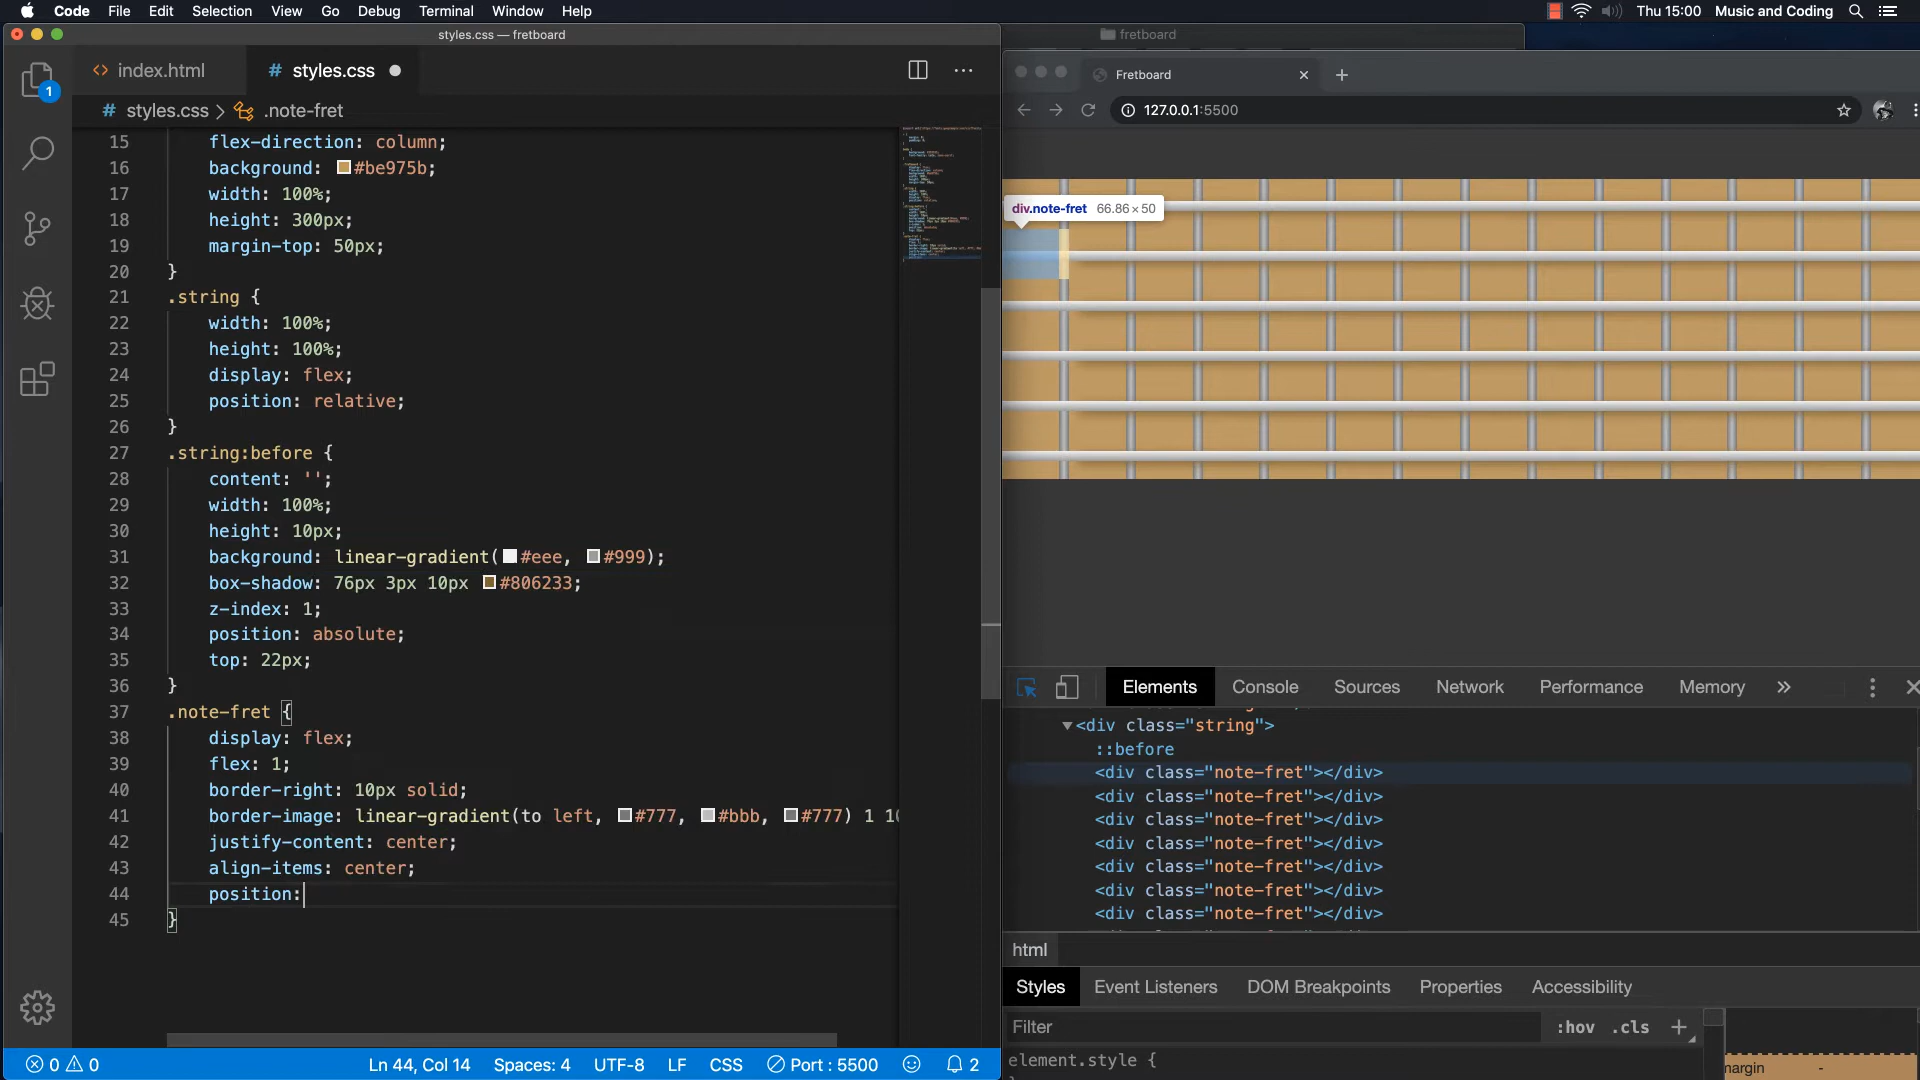 Code File Edit Selection View Go Debug Terminal Window Help Thu 15:00 Music and Coding
styles.css — fretboard
fretboard
<> index.html # styles.css
Fretboard
# styles.css > .note-fret
127.0.0.1:5500
1
15 flex-direction: column;
16 background: #be975b;
17 width: 100%;
18 height: 300px;
19 margin-top: 50px;
20 }
21 .string {
22 width: 100%;
23 height: 100%;
24 display: flex;
25 position: relative;
26 }
27 .string:before {
28 content: '';
29 width: 100%;
30 height: 10px;
31 background: linear-gradient(#eee, #999);
32 box-shadow: 76px 3px 10px #806233;
33 z-index: 1;
34 position: absolute;
35 top: 22px;
36 }
37 .note-fret {
38 display: flex;
39 flex: 1;
40 border-right: 10px solid;
41 border-image: linear-gradient(to left, #777, #bbb, #777) 1 1
42 justify-content: center;
43 align-items: center;
44 position:
45 }
0 0 Ln 44, Col 14 Spaces: 4 UTF-8 LF CSS Port : 5500 2
div.note-fret 66.86 × 50
Elements Console Sources Network Performance Memory »
▼<div class="string">
::before
<div class="note-fret"></div>
<div class="note-fret"></div>
<div class="note-fret"></div>
<div class="note-fret"></div>
<div class="note-fret"></div>
<div class="note-fret"></div>
<div class="note-fret"></div>
html
Styles Event Listeners DOM Breakpoints Properties Accessibility
Filter :hov .cls +
element.style {
margin -